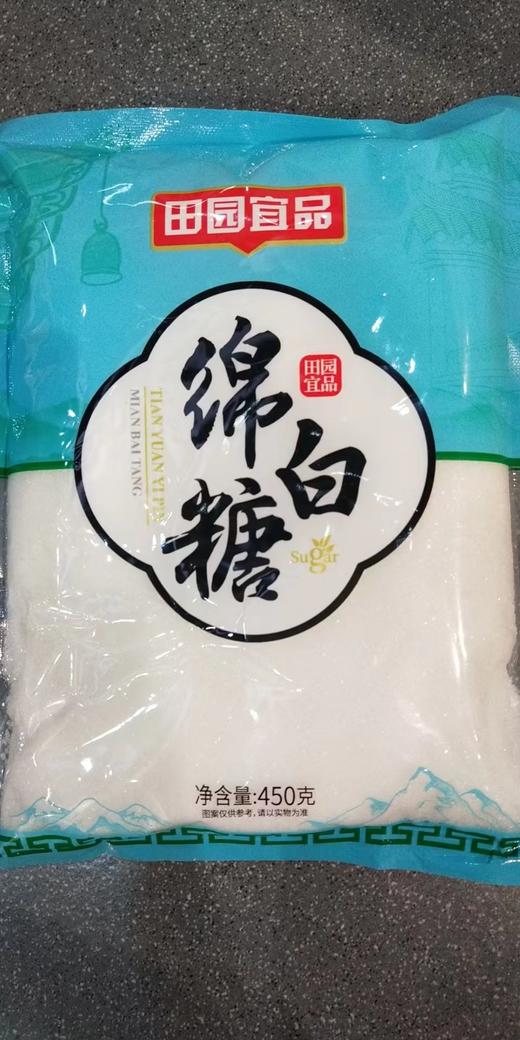 田园宜品
绵白糖
田园
宜品
TIAN YUAN YI PIN
MIAN BAI TANG
Sugar
净含量:450克
图案仅供参考,请以实物为准